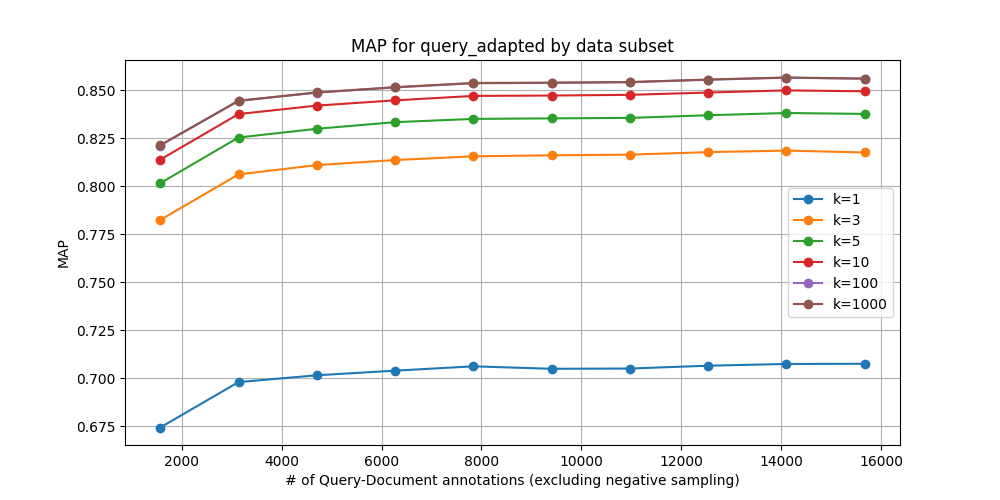 MAP for query_adapted by data subset
MAP
0.850
0.825
0.800
0.775
0.750
0.725
0.700
0.675
k=1
k=3
k=5
k=10
k=100
k=1000
2000 4000 6000 8000 10000 12000 14000 16000
# of Query-Document annotations (excluding negative sampling)